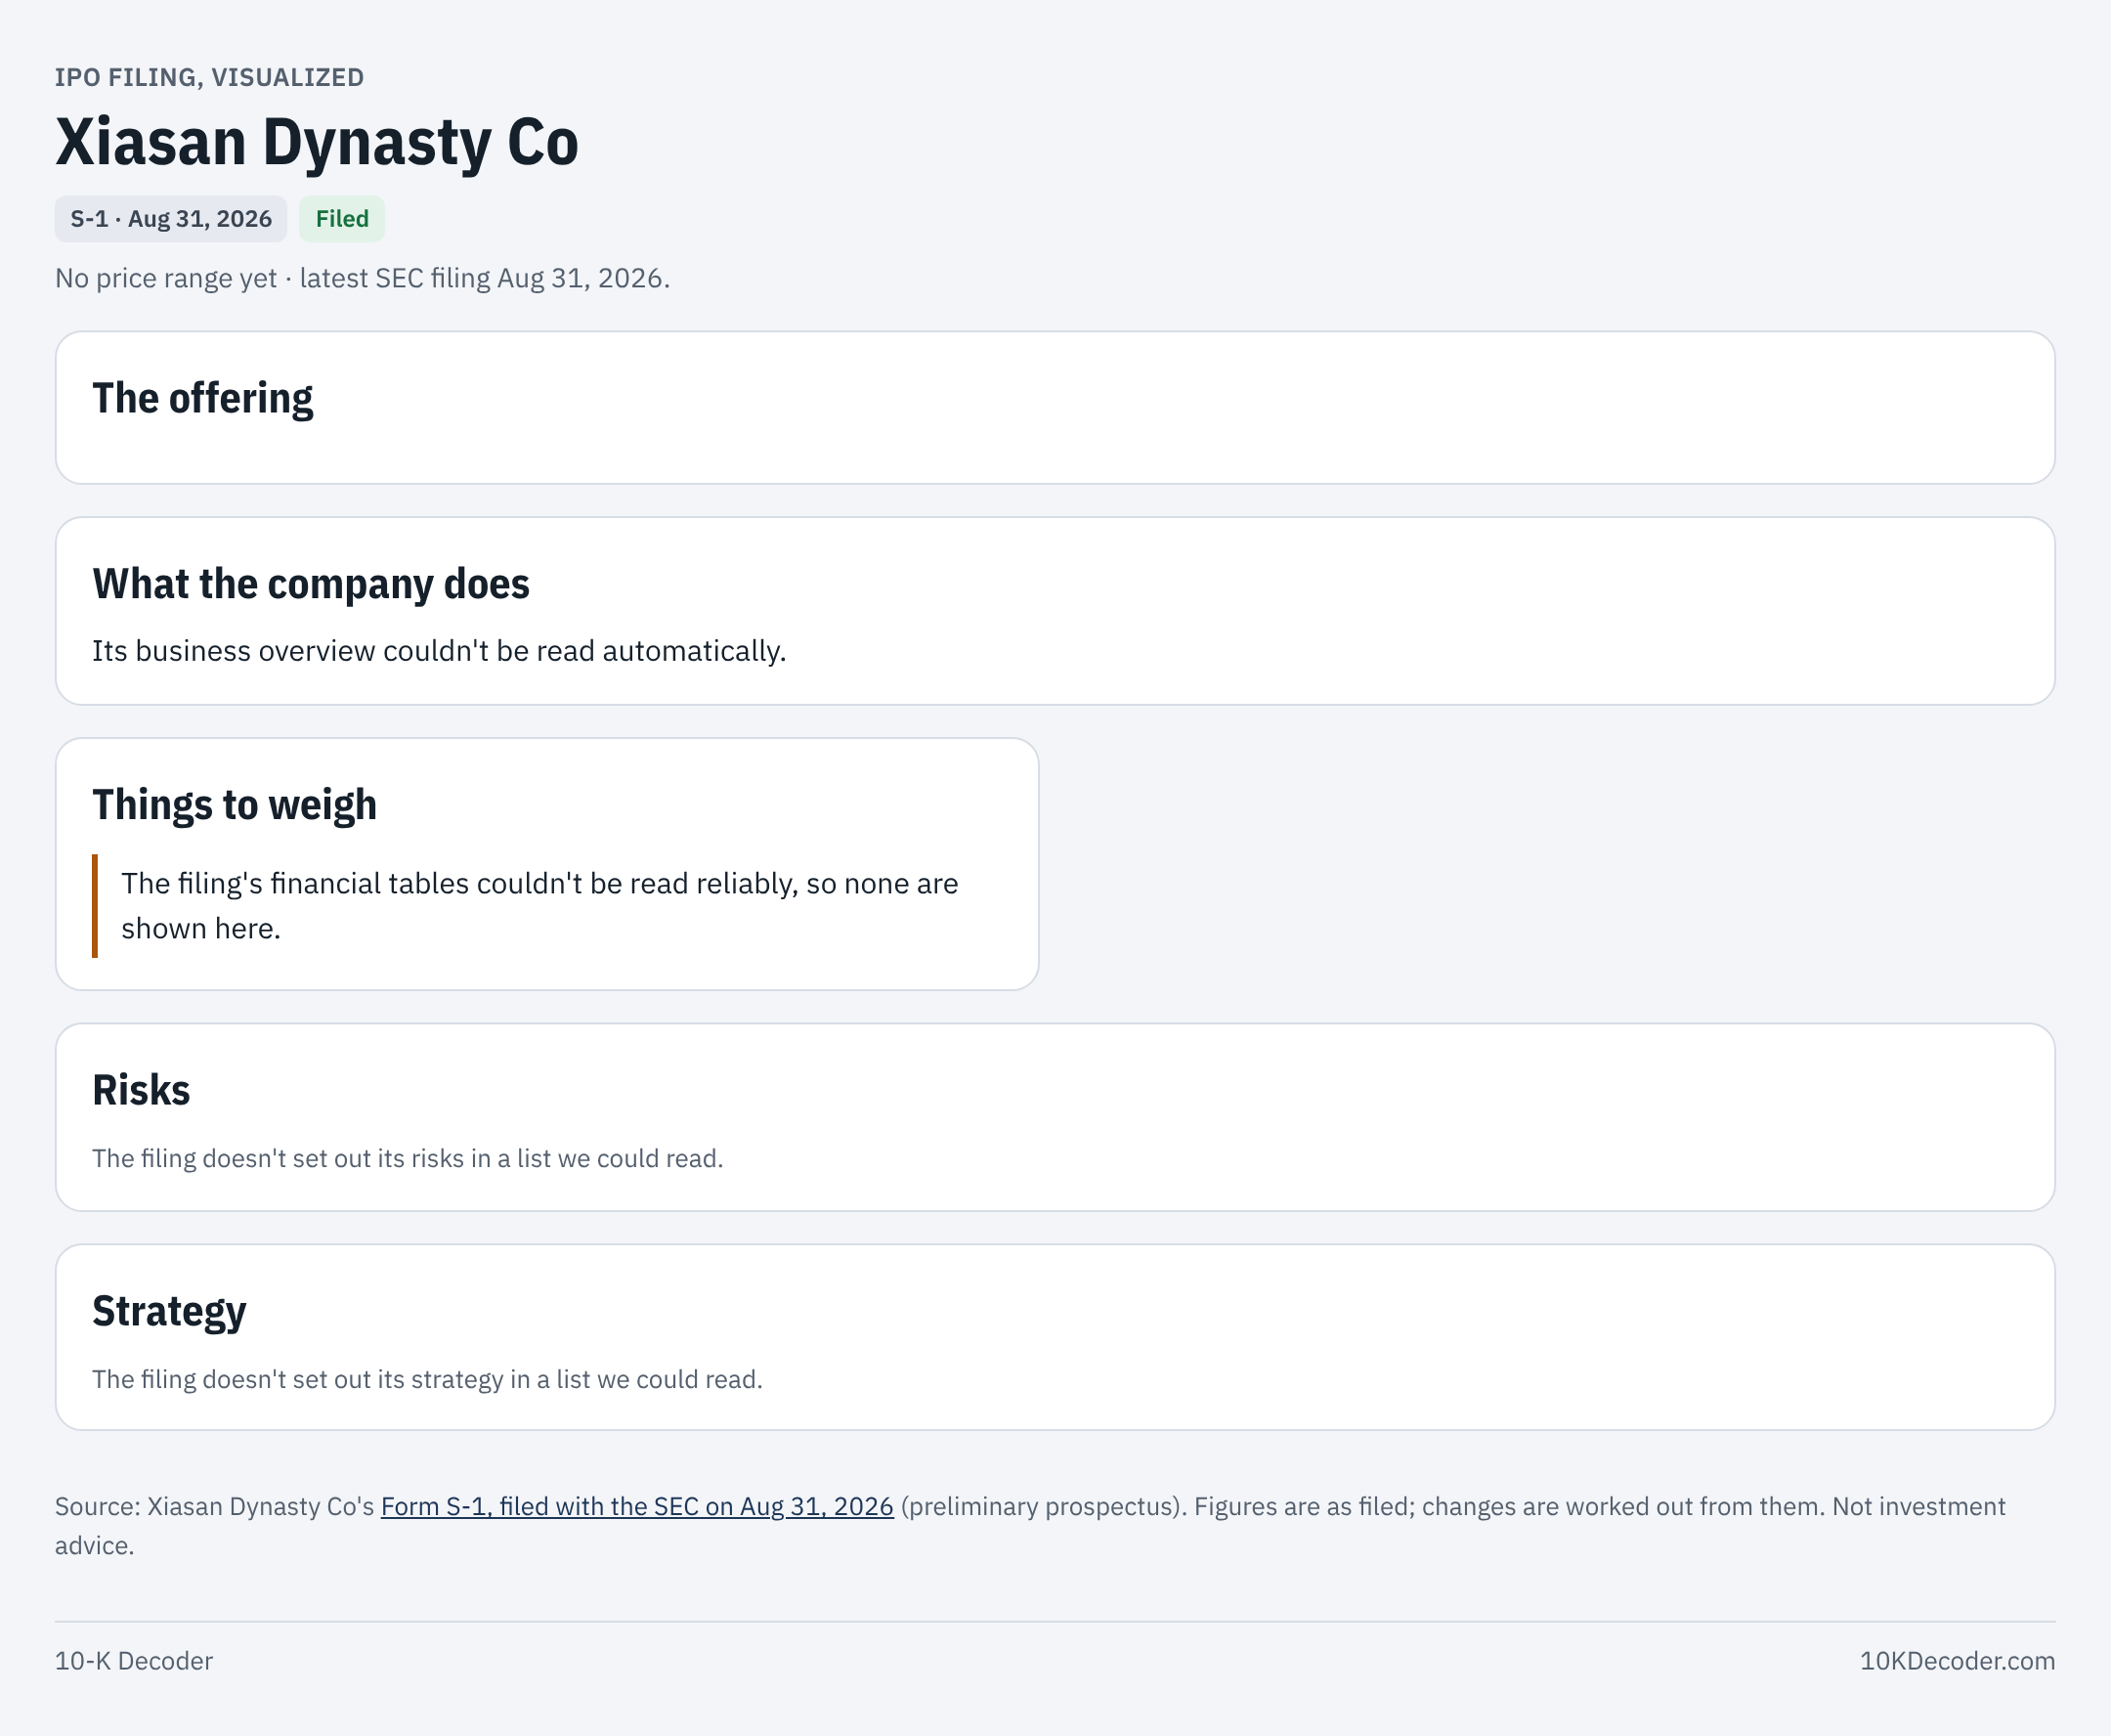 IPO FILING, VISUALIZED
Xiasan Dynasty Co
S-1 · Aug 31, 2026 Filed
No price range yet · latest SEC filing Aug 31, 2026.
The offering
What the company does
Its business overview couldn't be read automatically.
Things to weigh
The filing's financial tables couldn't be read reliably, so none are
shown here.
Risks
The filing doesn't set out its risks in a list we could read.
Strategy
The filing doesn't set out its strategy in a list we could read.
Source: Xiasan Dynasty Co's Form S-1, filed with the SEC on Aug 31, 2026 (preliminary prospectus). Figures are as filed; changes are worked out from them. Not investment
advice.
10-K Decoder 10KDecoder.com